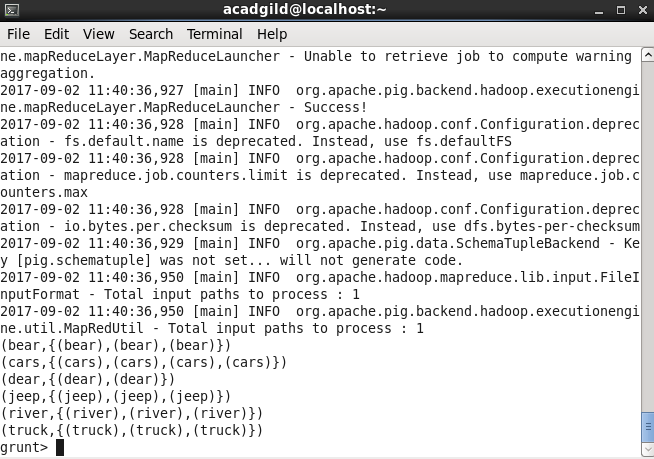 acadgild@localhost:~
File Edit View Search Terminal Help
ne.mapReduceLayer.MapReduceLauncher - Unable to retrieve job to compute warning
aggregation.
2017-09-02 11:40:36,927 [main] INFO  org.apache.pig.backend.hadoop.executionengi
ne.mapReduceLayer.MapReduceLauncher - Success!
2017-09-02 11:40:36,928 [main] INFO  org.apache.hadoop.conf.Configuration.deprec
ation - fs.default.name is deprecated. Instead, use fs.defaultFS
2017-09-02 11:40:36,928 [main] INFO  org.apache.hadoop.conf.Configuration.deprec
ation - mapreduce.job.counters.limit is deprecated. Instead, use mapreduce.job.c
ounters.max
2017-09-02 11:40:36,928 [main] INFO  org.apache.hadoop.conf.Configuration.deprec
ation - io.bytes.per.checksum is deprecated. Instead, use dfs.bytes-per-checksum
2017-09-02 11:40:36,929 [main] INFO  org.apache.pig.data.SchemaTupleBackend - Ke
y [pig.schematuple] was not set... will not generate code.
2017-09-02 11:40:36,950 [main] INFO  org.apache.hadoop.mapreduce.lib.input.FileI
nputFormat - Total input paths to process : 1
2017-09-02 11:40:36,950 [main] INFO  org.apache.pig.backend.hadoop.executionengi
ne.util.MapRedUtil - Total input paths to process : 1
(bear,{(bear),(bear),(bear)})
(cars,{(cars),(cars),(cars),(cars)})
(dear,{(dear),(dear)})
(jeep,{(jeep),(jeep),(jeep)})
(river,{(river),(river),(river)})
(truck,{(truck),(truck),(truck)})
grunt>